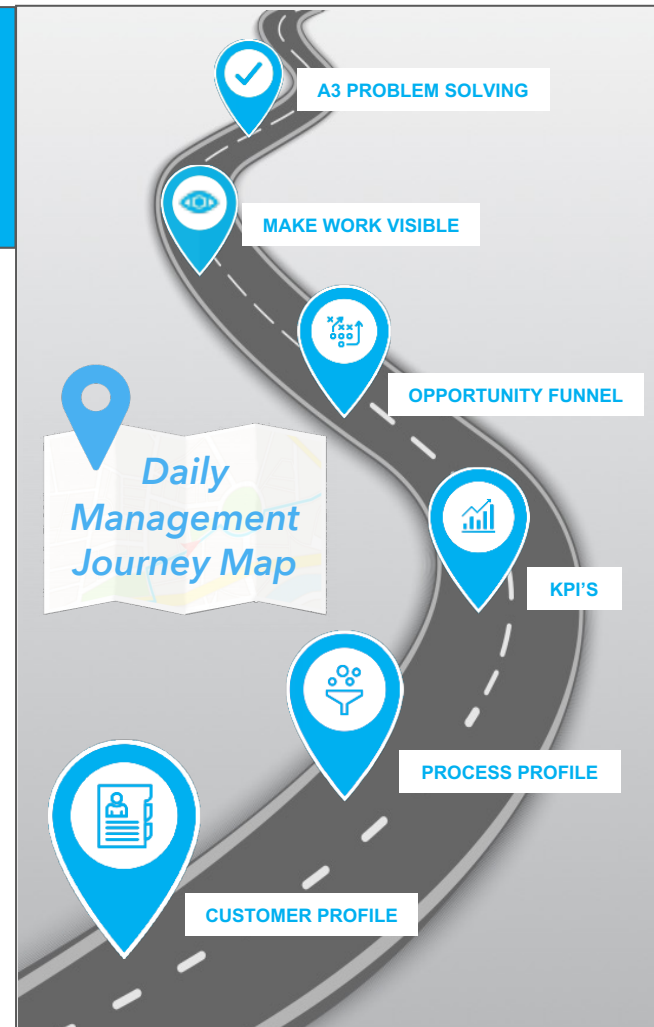 A3 PROBLEM SOLVING
MAKE WORK VISIBLE
OPPORTUNITY FUNNEL
Daily
Management
Journey Map
KPI'S
PROCESS PROFILE
CUSTOMER PROFILE